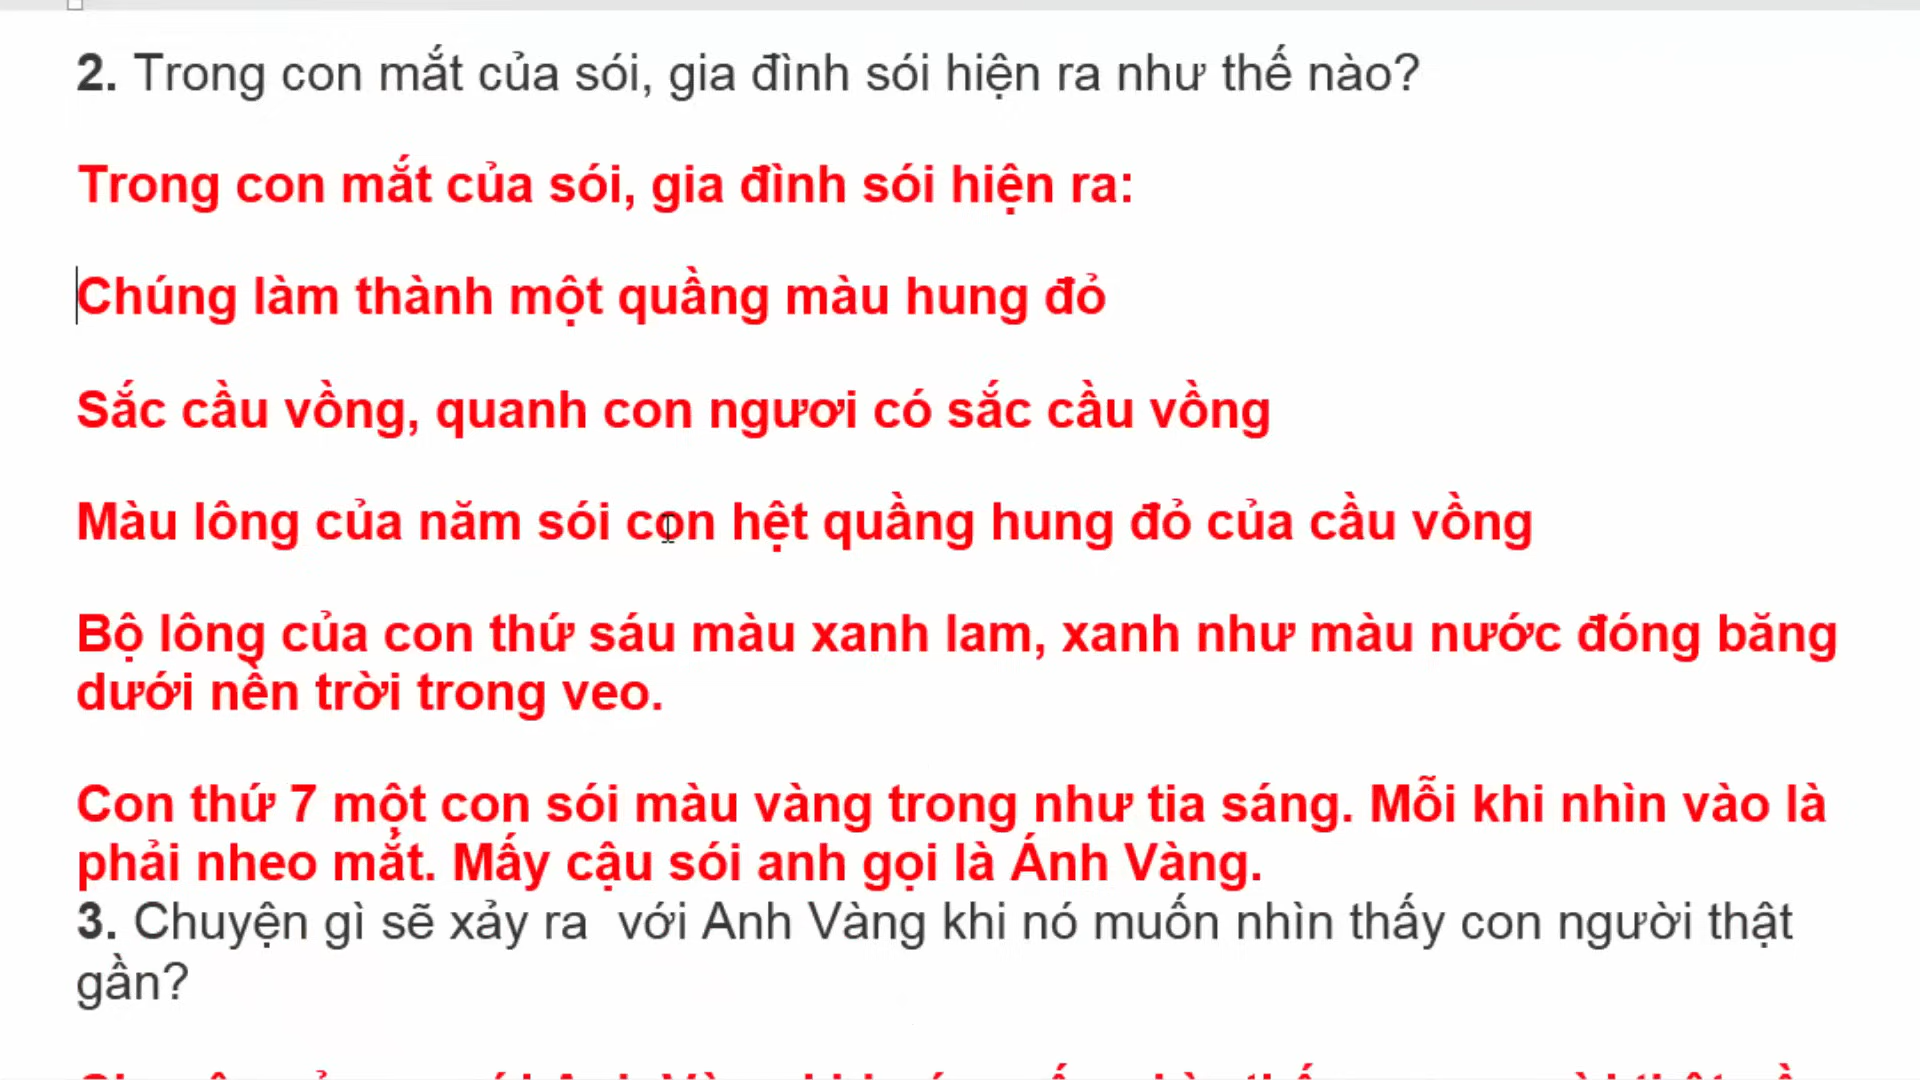 2. Trong con mắt của sói, gia đình sói hiện ra như thế nào?
Trong con mắt của sói, gia đình sói hiện ra:
Chúng làm thành một quầng màu hung đỏ
Sắc cầu vồng, quanh con ngươi có sắc cầu vồng
Màu lông của năm sói con hệt quầng hung đỏ của cầu vồng
Bộ lông của con thứ sáu màu xanh lam, xanh như màu nước đóng băng
dưới nền trời trong veo.
Con thứ 7 một con sói màu vàng trong như tia sáng. Mỗi khi nhìn vào là
phải nheo mắt. Mấy cậu sói anh gọi là Ánh Vàng.
3. Chuyện gì sẽ xảy ra với Anh Vàng khi nó muốn nhìn thấy con người thật
gần?